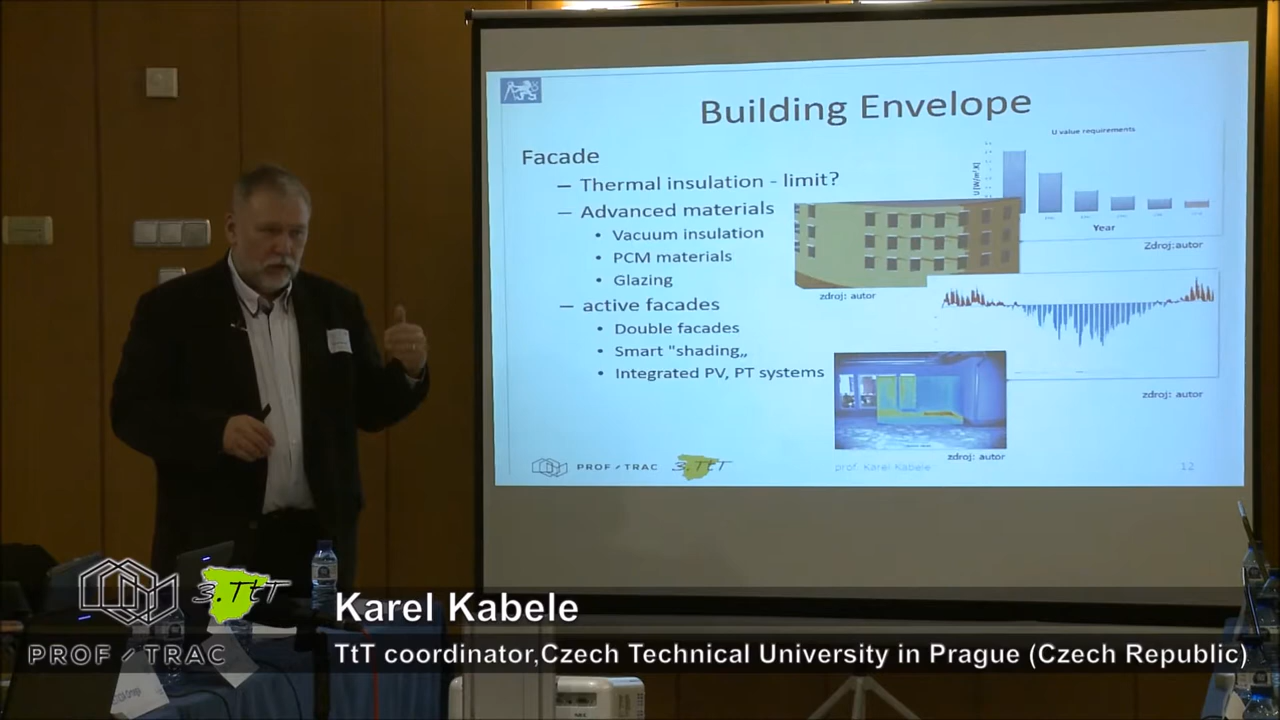 Building Envelope
Facade
– Thermal insulation - limit?
– Advanced materials
• Vacuum insulation
• PCM materials
• Glazing
– active facades
• Double facades
• Smart "shading„
• Integrated PV, PT systems
U value requirements
U [W/m².K]
Year
Zdroj:autor
zdroj: autor
zdroj: autor
zdroj: autor
PROF / TRAC
3.TtT
prof. Karel Kabele
12
3.TtT
PROF / TRAC
Karel Kabele
TtT coordinator,Czech Technical University in Prague (Czech Republic)